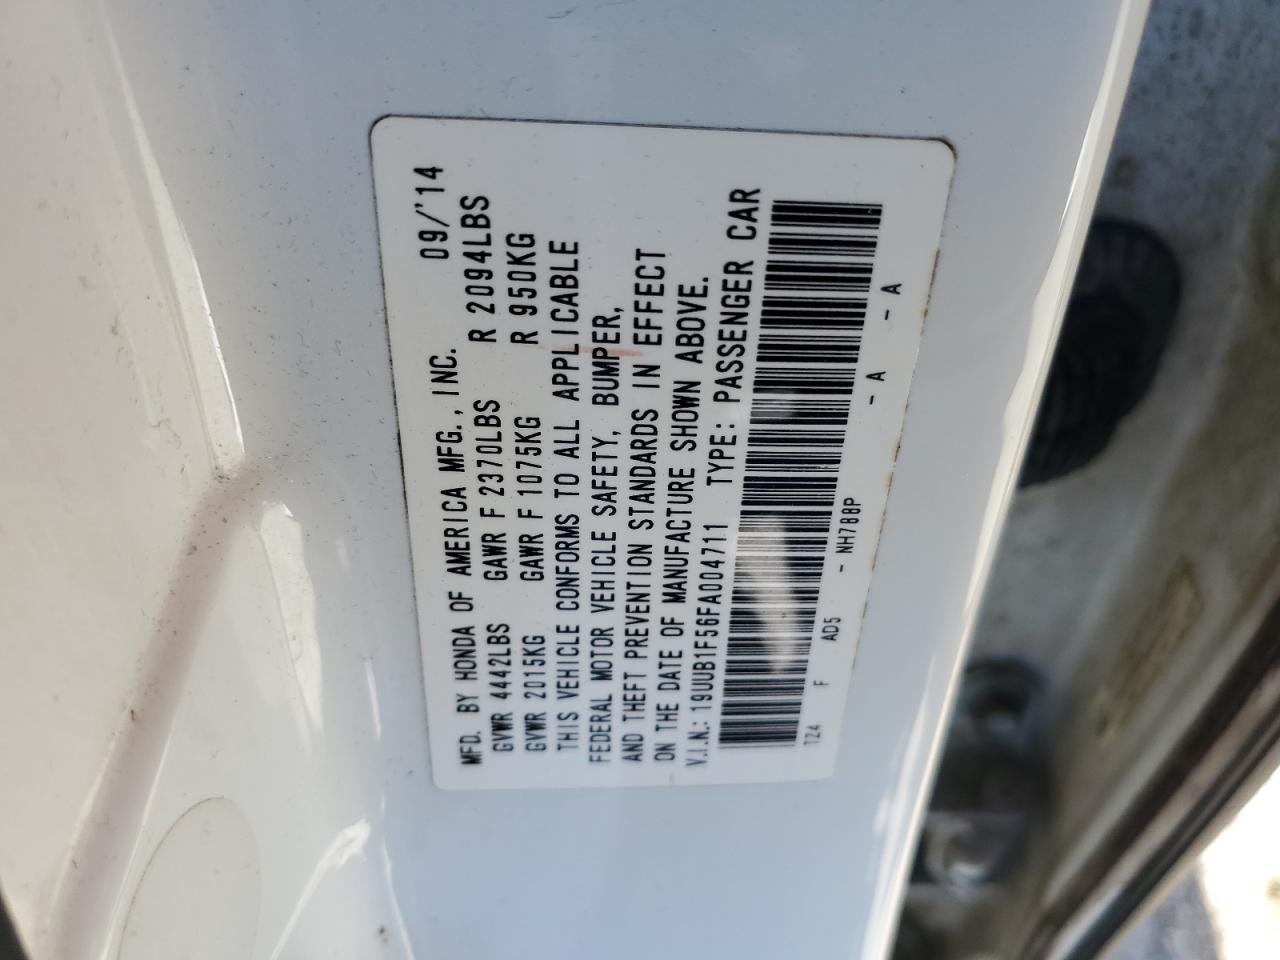 MFD. BY HONDA OF AMERICA MFG., INC. 09/'14
GVWR 4442LBS GAWR F 2370LBS R 2094LBS
GVWR 2015KG GAWR F 1075KG R 950KG
THIS VEHICLE CONFORMS TO ALL APPLICABLE
FEDERAL MOTOR VEHICLE SAFETY, BUMPER,
AND THEFT PREVENTION STANDARDS IN EFFECT
ON THE DATE OF MANUFACTURE SHOWN ABOVE.
V.I.N.: 19UUB1F56FA004711 TYPE: PASSENGER CAR
TZ4 F AD5 - NH788P - A - A